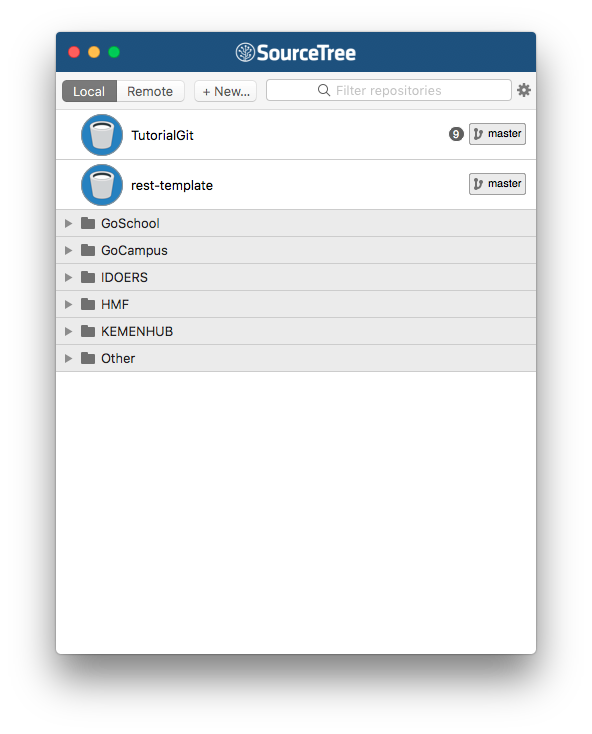 SourceTree
Local Remote + New... Filter repositories
TutorialGit 9 master
rest-template master
GoSchool
GoCampus
IDOERS
HMF
KEMENHUB
Other